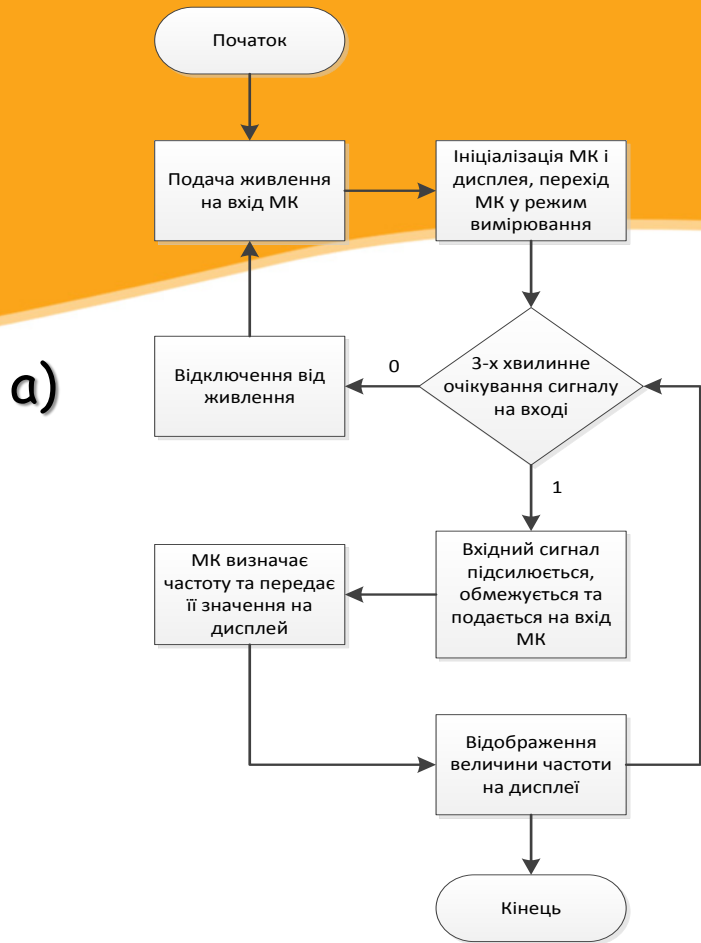 Початок
Подача живлення
на вхід МК
Ініціалізація МК і
дисплея, перехід
МК у режим
вимірювання
а)
Відключення від
живлення
0
3-х хвилинне
очікування сигналу
на вході
1
МК визначає
частоту та передає
її значення на
дисплей
Вхідний сигнал
підсилюється,
обмежується та
подається на вхід
МК
Відображення
величини частоти
на дисплеї
Кінець